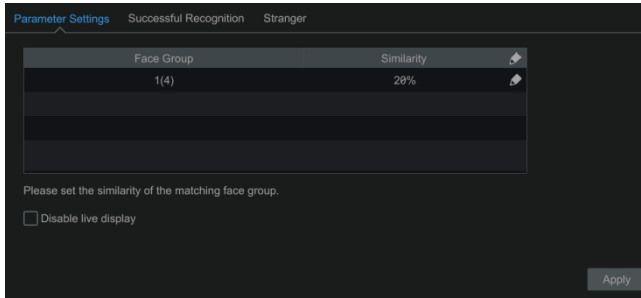 Parameter Settings Successful Recognition Stranger
Face Group Similarity
1(4) 20%
Please set the similarity of the matching face group.
Disable live display
Apply